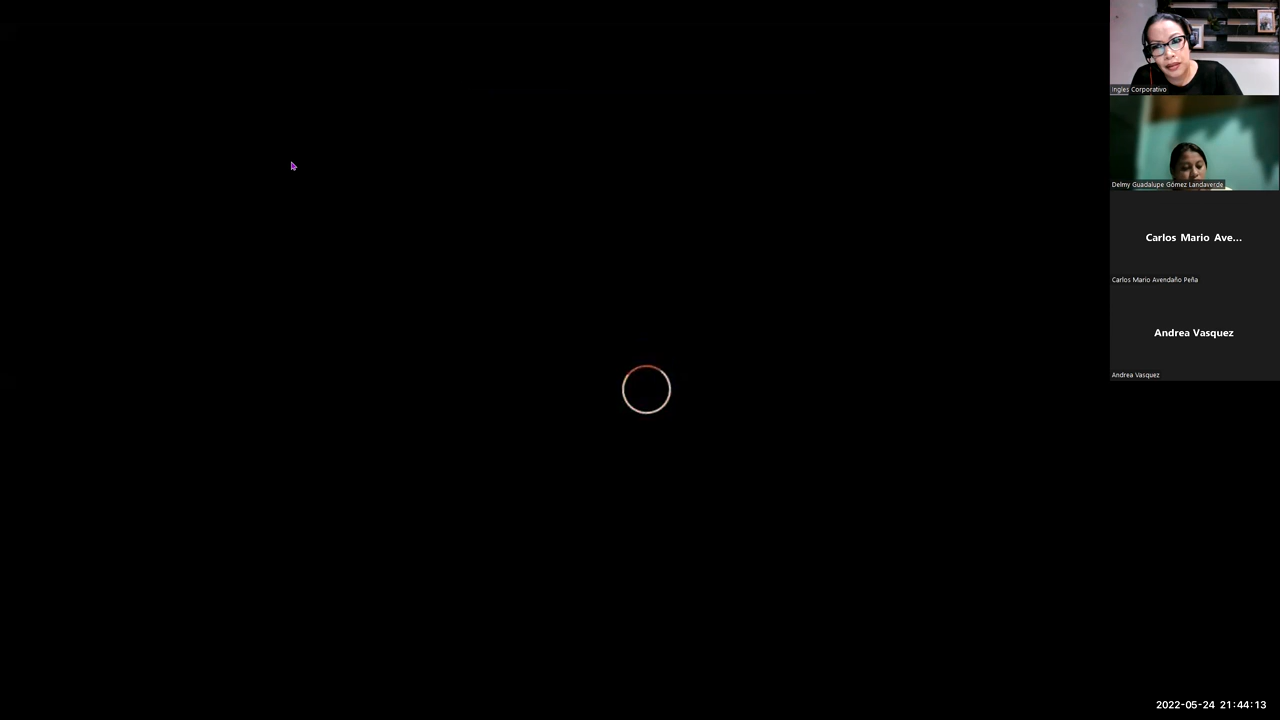 Ingles Corporativo
Delmy Guadalupe Gómez Landaverde
Carlos Mario Ave...
Carlos Mario Avendaño Peña
Andrea Vasquez
Andrea Vasquez
2022-05-24 21:44:13